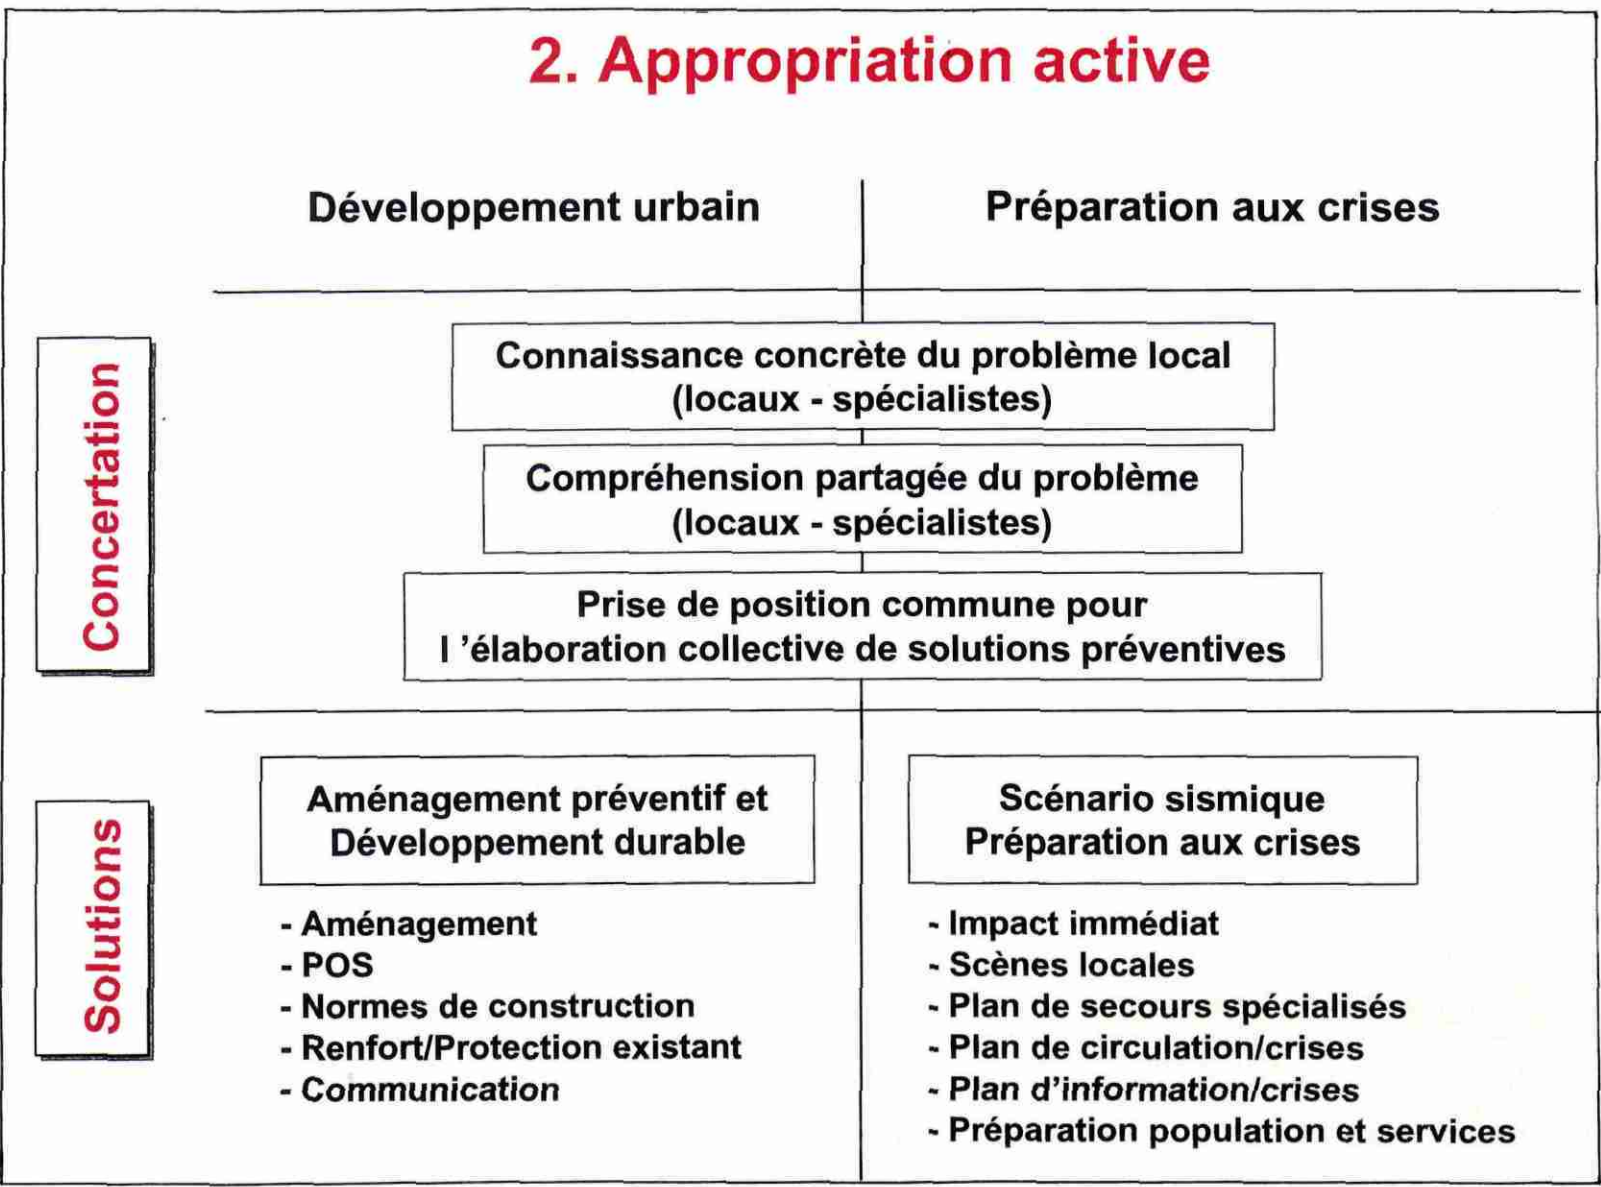 2. Appropriation active
Développement urbain
Préparation aux crises
Concertation
Connaissance concrète du problème local
(locaux - spécialistes)
Compréhension partagée du problème
(locaux - spécialistes)
Prise de position commune pour
l 'élaboration collective de solutions préventives
Solutions
Aménagement préventif et
Développement durable
- Aménagement
- POS
- Normes de construction
- Renfort/Protection existant
- Communication
Scénario sismique
Préparation aux crises
- Impact immédiat
- Scènes locales
- Plan de secours spécialisés
- Plan de circulation/crises
- Plan d'information/crises
- Préparation population et services